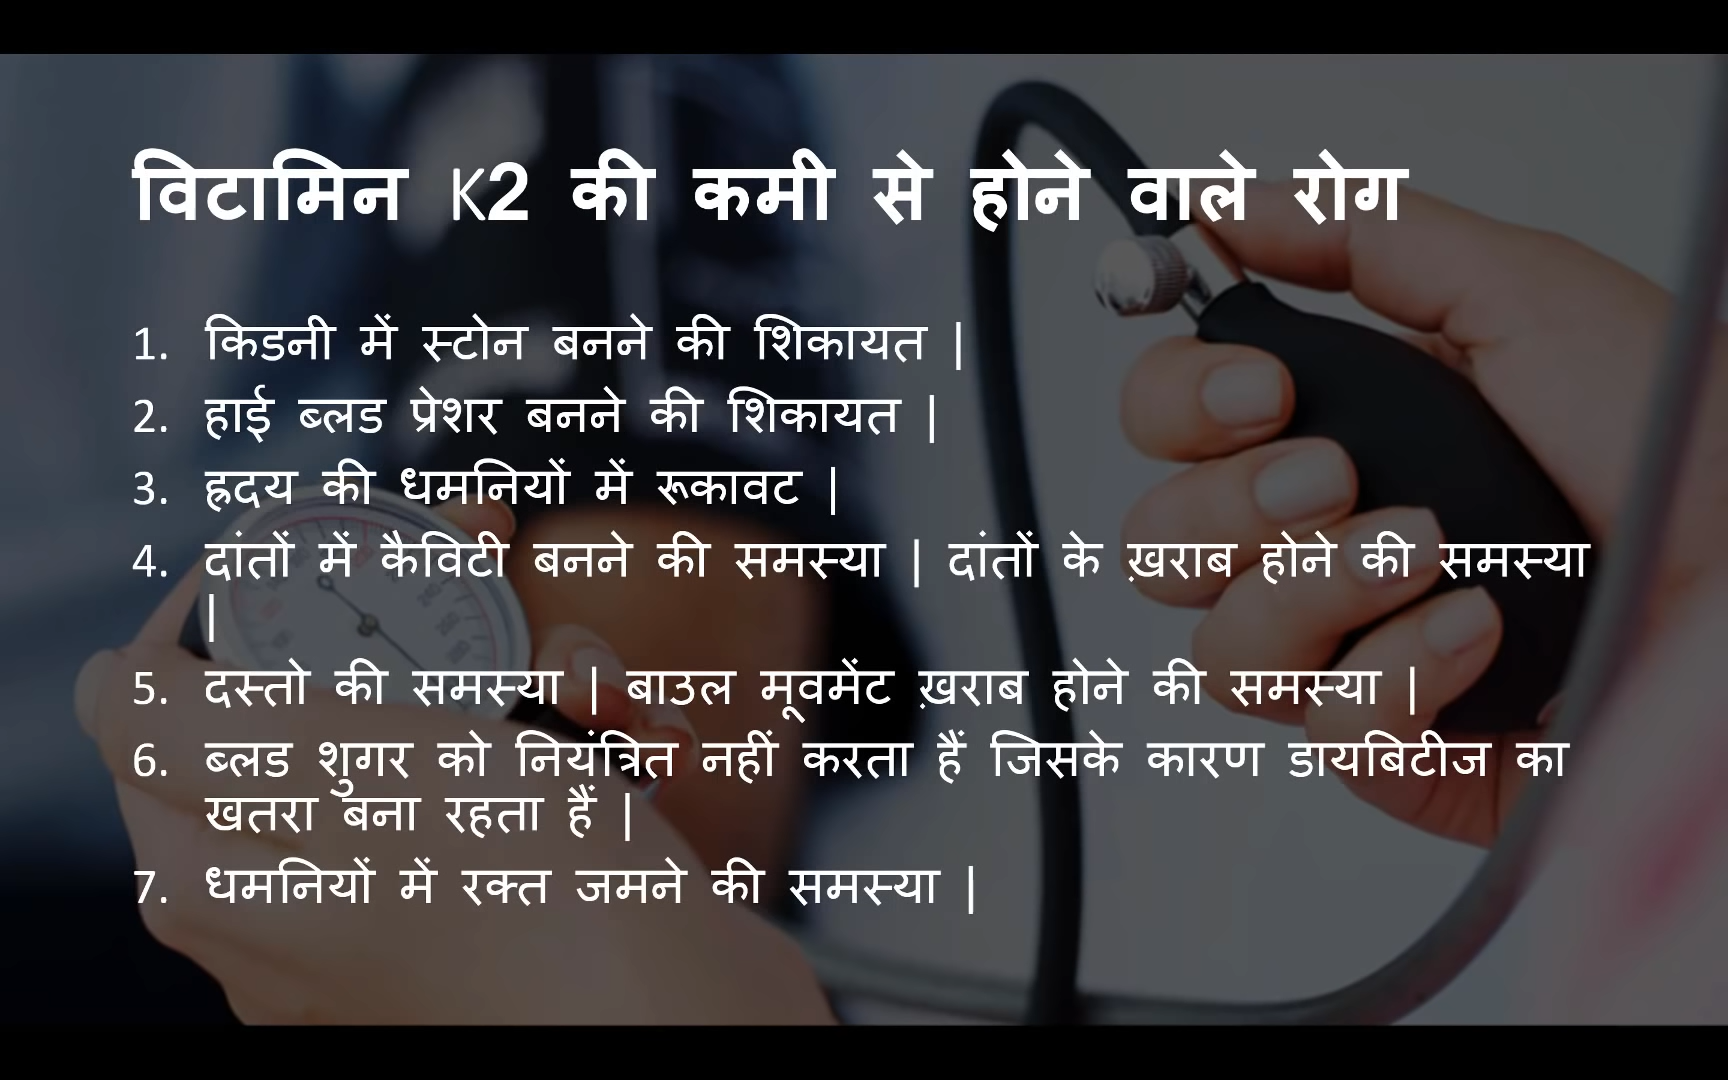 विटामिन K2 की कमी से होने वाले रोग
1. किडनी में स्टोन बनने की शिकायत |
2. हाई ब्लड प्रेशर बनने की शिकायत |
3. ह्रदय की धमनियों में रूकावट |
4. दांतों में कैविटी बनने की समस्या | दांतों के ख़राब होने की समस्या
|
5. दस्तो की समस्या | बाउल मूवमेंट ख़राब होने की समस्या |
6. ब्लड शुगर को नियंत्रित नहीं करता हैं जिसके कारण डायबिटीज का
खतरा बना रहता हैं |
7. धमनियों में रक्त जमने की समस्या |